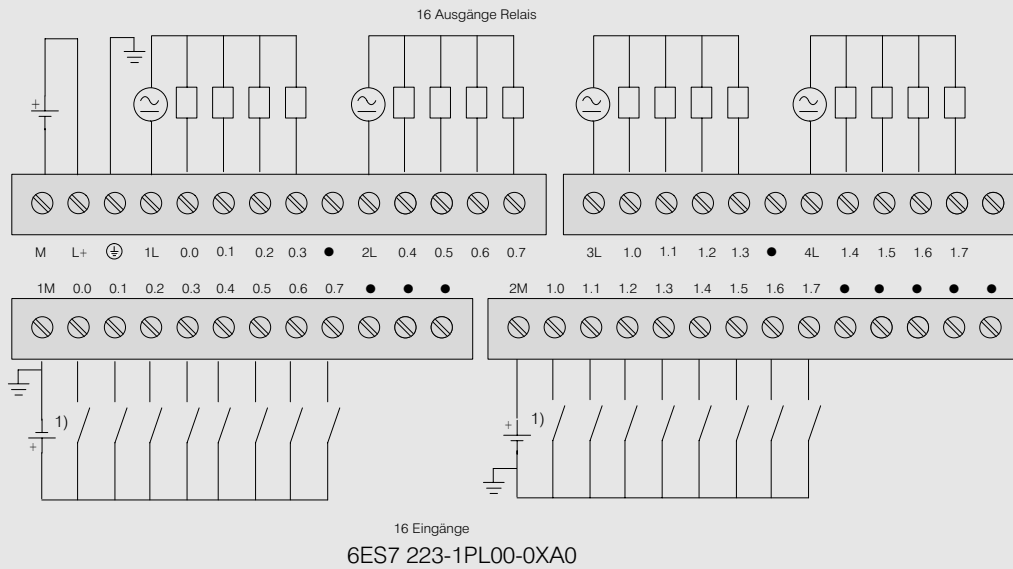 16 Ausgänge Relais
+
M L+ 1L 0.0 0.1 0.2 0.3 ● 2L 0.4 0.5 0.6 0.7 3L 1.0 1.1 1.2 1.3 ● 4L 1.4 1.5 1.6 1.7
1M 0.0 0.1 0.2 0.3 0.4 0.5 0.6 0.7 ● ● ● 2M 1.0 1.1 1.2 1.3 1.4 1.5 1.6 1.7 ● ● ● ● ●
1) + 1)
+
16 Eingänge
6ES7 223-1PL00-0XA0